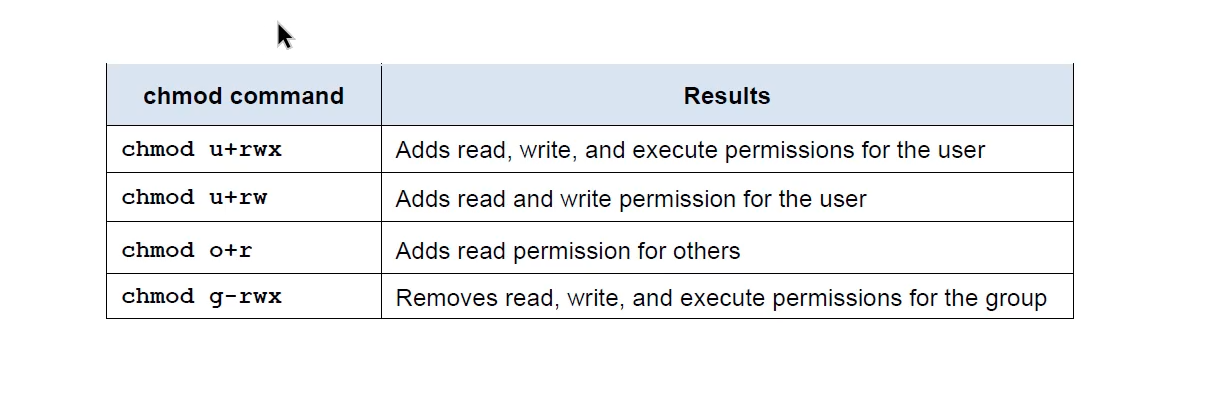 chmod command Results
chmod u+rwx Adds read, write, and execute permissions for the user
chmod u+rw Adds read and write permission for the user
chmod o+r Adds read permission for others
chmod g-rwx Removes read, write, and execute permissions for the group